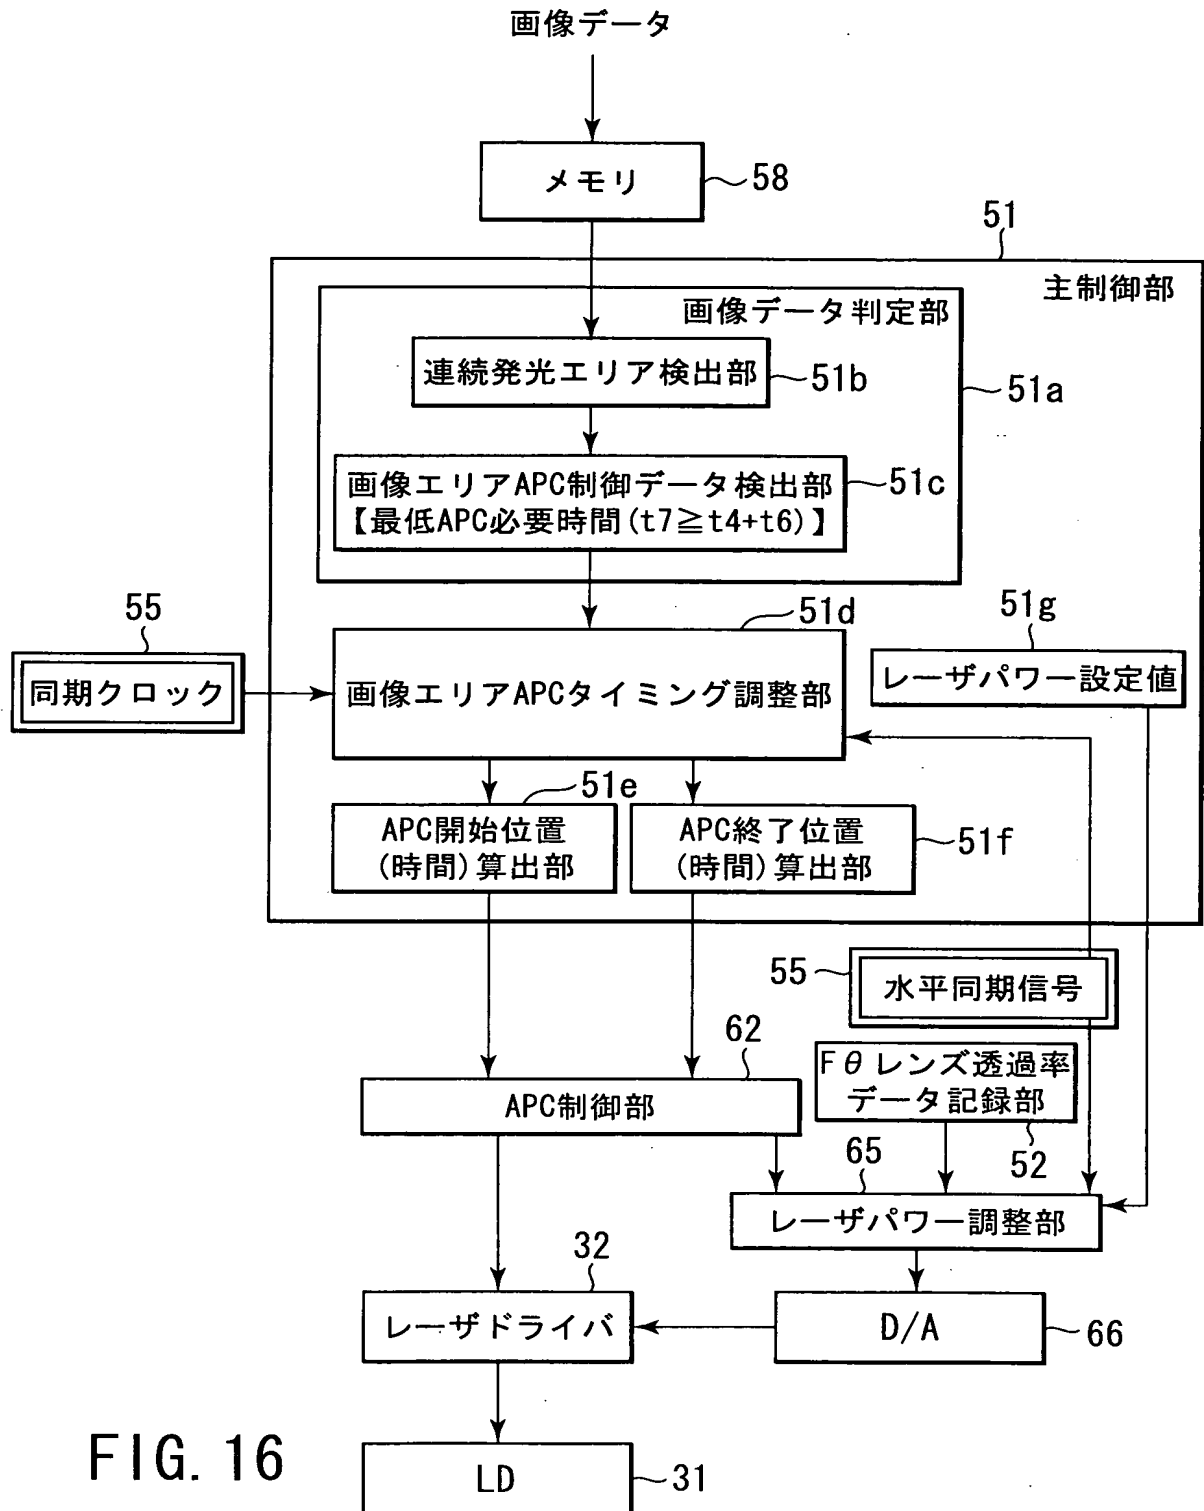 画像データ
メモリ
58
51
主制御部
画像データ判定部
連続発光エリア検出部
51b
51a
画像エリアAPC制御データ検出部
【最低APC必要時間(t7≧t4+t6)】
51c
55
同期クロック
51d
画像エリアAPCタイミング調整部
51g
レーザパワー設定値
51e
APC開始位置
(時間)算出部
APC終了位置
(時間)算出部
51f
55
水平同期信号
62
APC制御部
Fθレンズ透過率
データ記録部
52
65
レーザパワー調整部
32
レーザドライバ
D/A
66
LD
31
FIG. 16